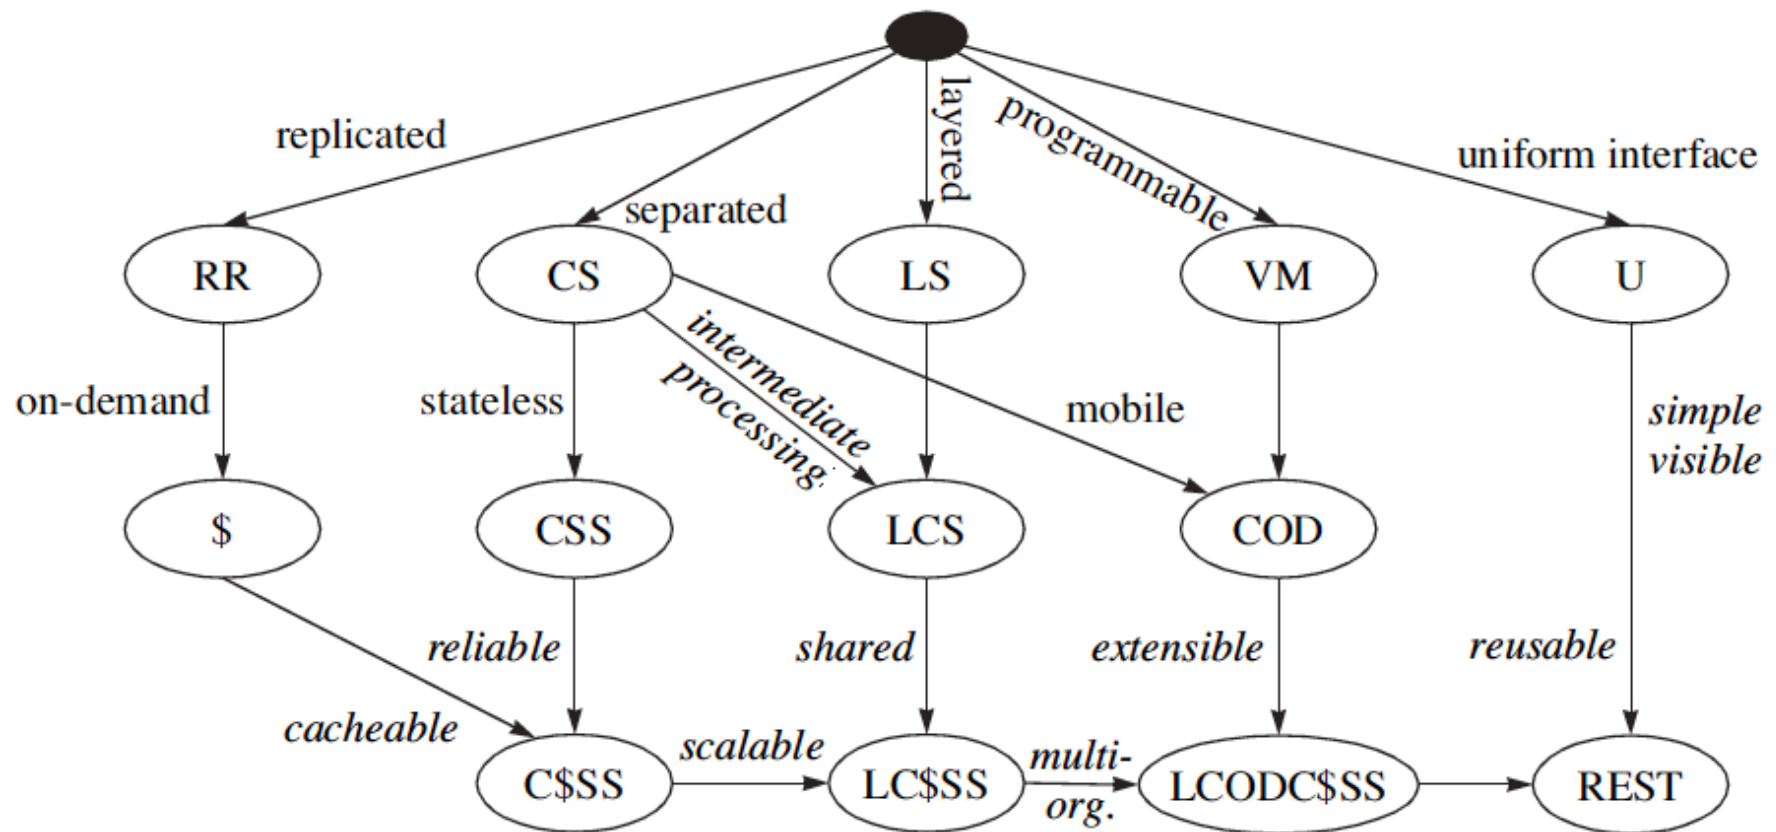 layered
programmable
replicated
uniform interface
separated
RR
CS
LS
VM
U
intermediate
processing
on-demand
stateless
mobile
simple
visible
$
CSS
LCS
COD
reliable
shared
extensible
reusable
cacheable
scalable
multi-
org.
C$SS
LC$SS
LCODC$SS
REST